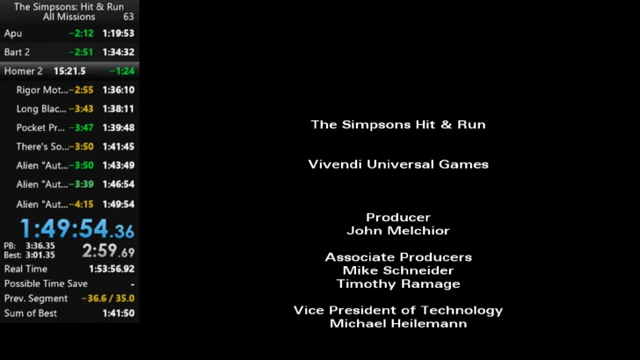 The Simpsons: Hit & Run
All Missions 63
Apu -2:12 1:19:53
Bart 2 -2:51 1:34:32
Homer 2 15:21.5 -1:24
Rigor Mot... -2:55 1:36:10
Long Blac... -3:43 1:38:11
Pocket Pr... -3:47 1:39:48
There's So... -3:50 1:41:45
Alien "Aut... -3:50 1:43:49
Alien "Aut... -3:39 1:46:54
Alien "Aut... -4:15 1:49:54
1:49:54.36
PB: 3:36.35
Best: 3:01.35
2:59.69
Real Time 1:53:56.92
Possible Time Save -
Prev. Segment -36.6 / 35.0
Sum of Best 1:41:50
The Simpsons Hit & Run
Vivendi Universal Games
Producer
John Melchior
Associate Producers
Mike Schneider
Timothy Ramage
Vice President of Technology
Michael Heilemann